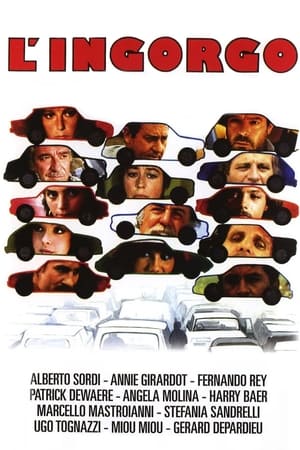 L'INGORGO
ALBERTO SORDI - ANNIE GIRARDOT - FERNANDO REY
PATRICK DEWAERE - ANGELA MOLINA - HARRY BAER
MARCELLO MASTROIANNI - STEFANIA SANDRELLI
UGO TOGNAZZI - MIOU MIOU - GERARD DEPARDIEU